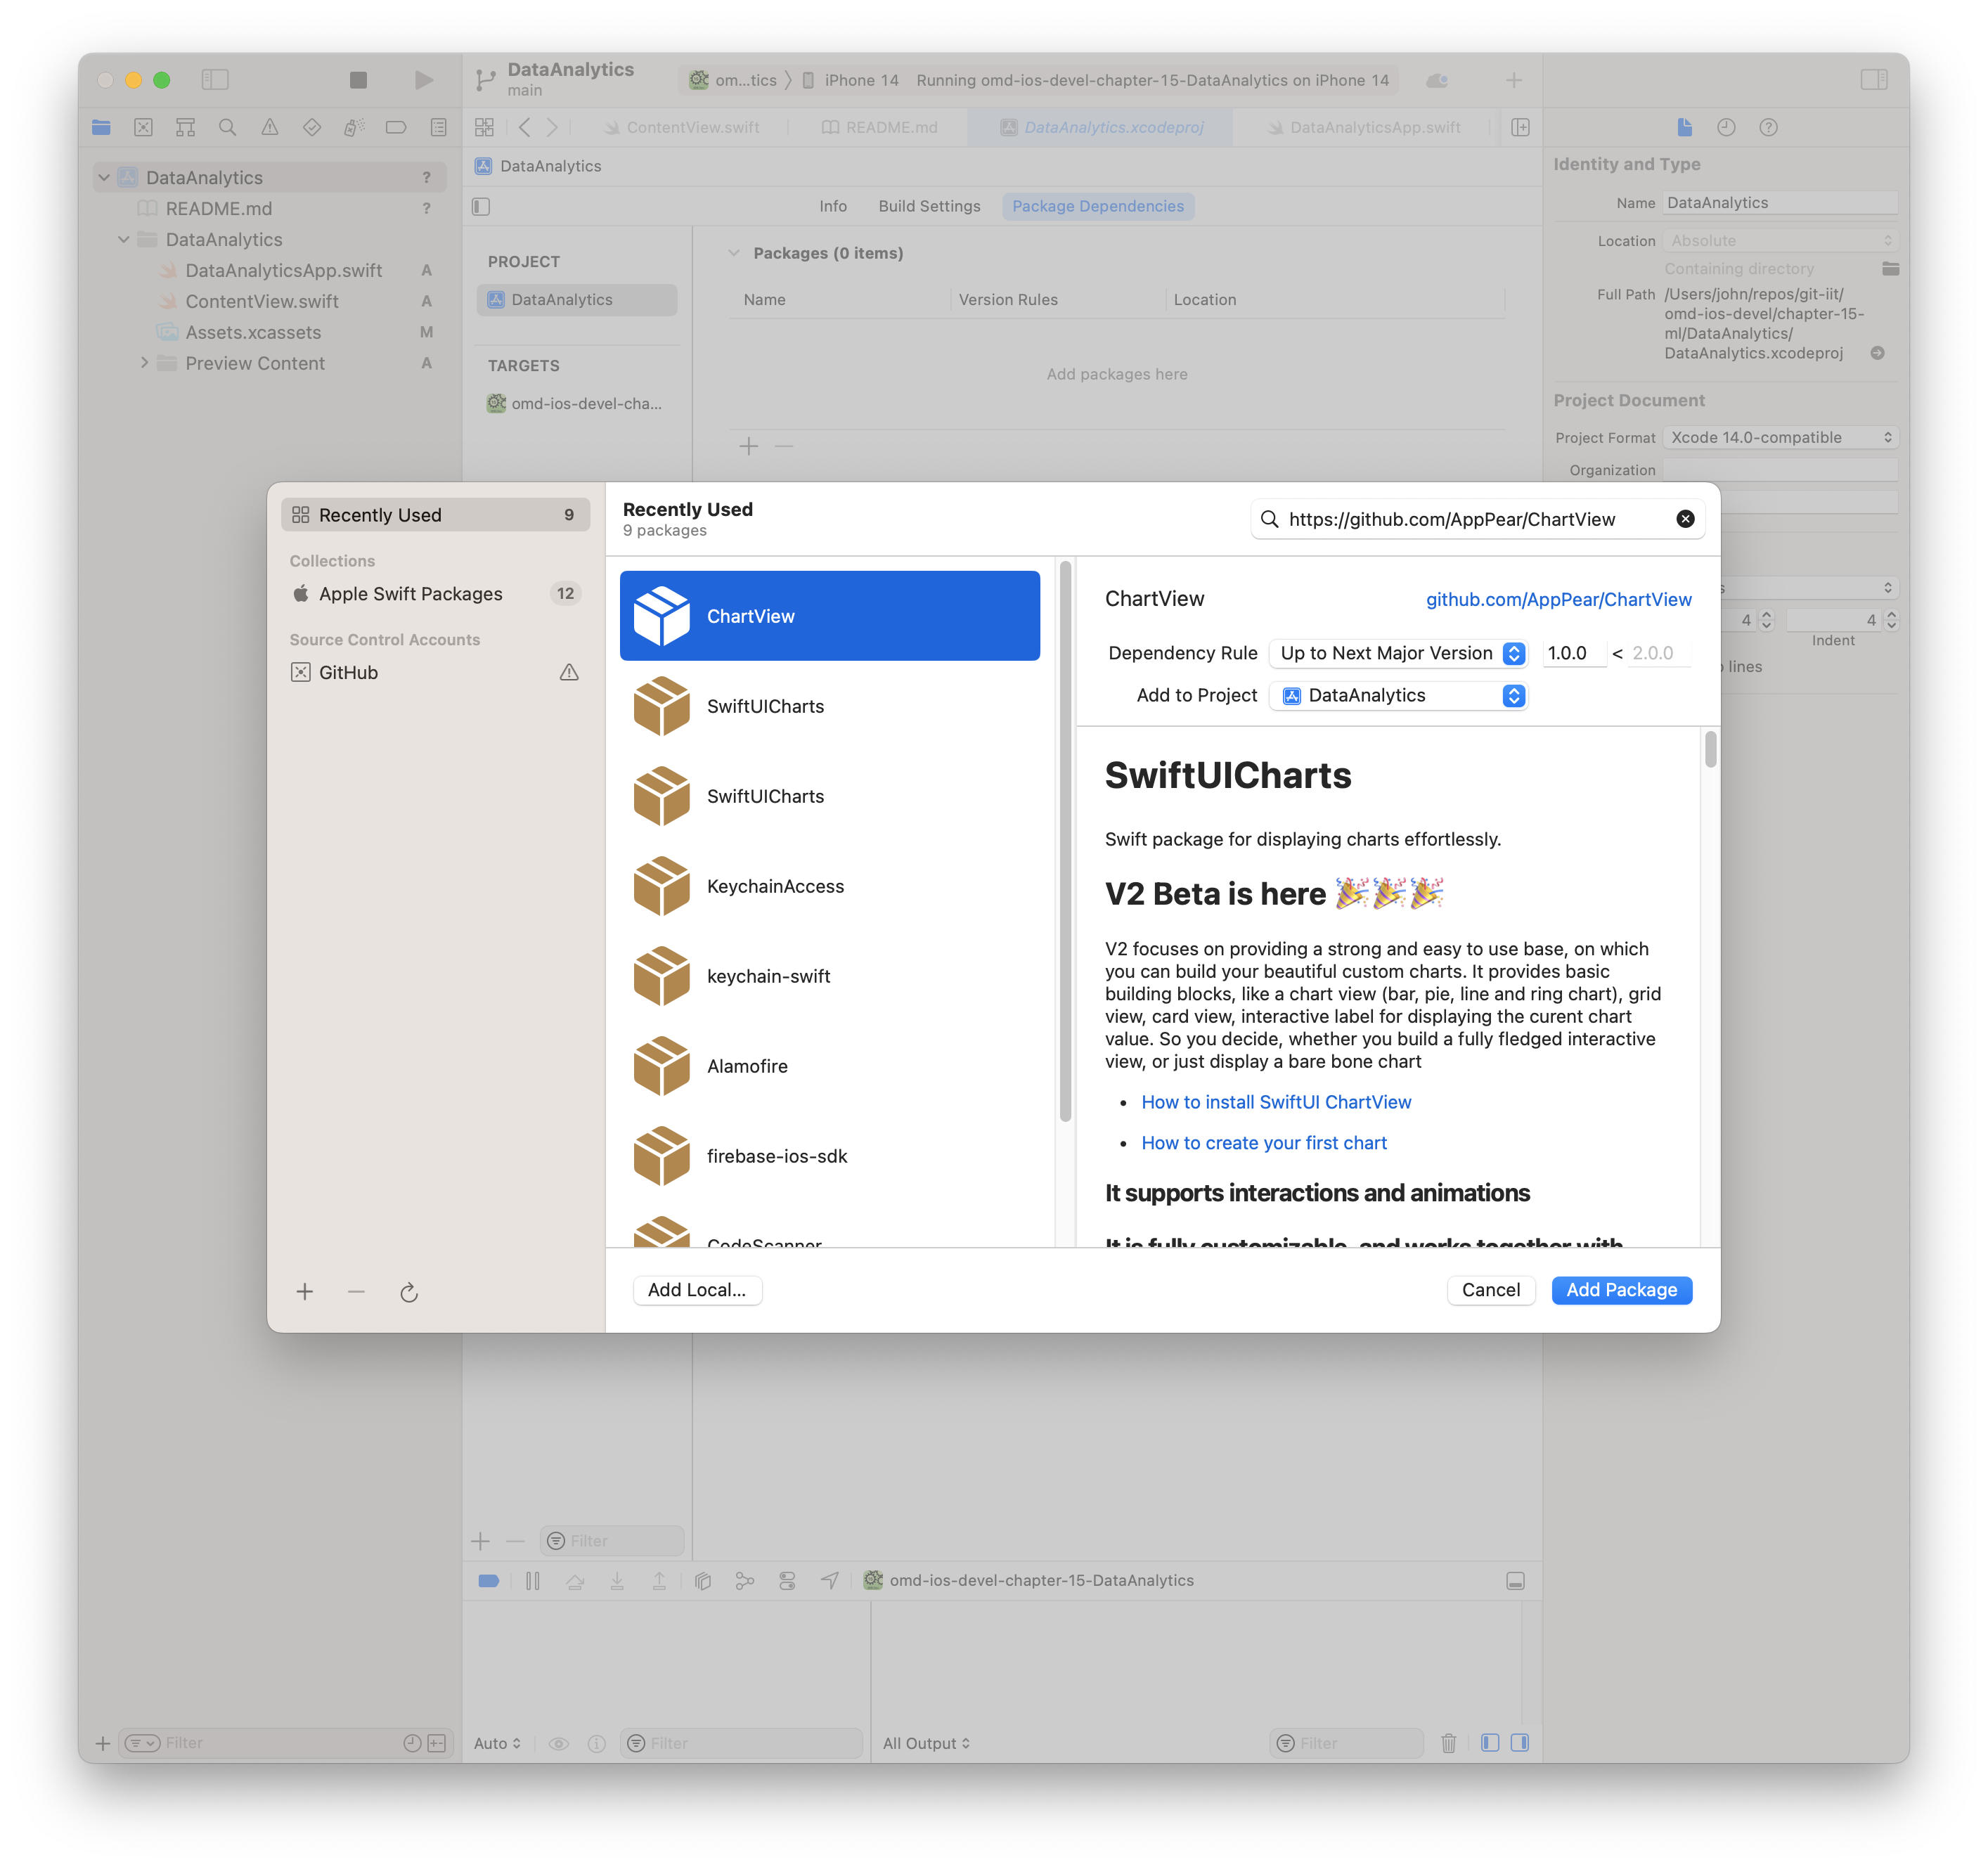 DataAnalytics
main
om...tics
iPhone 14
Running omd-ios-devel-chapter-15-DataAnalytics on iPhone 14
ContentView.swift
README.md
DataAnalytics.xcodeproj
DataAnalyticsApp.swift
DataAnalytics ?
README.md ?
DataAnalytics
DataAnalyticsApp.swift A
ContentView.swift A
Assets.xcassets M
Preview Content A
DataAnalytics
Info
Build Settings
Package Dependencies
PROJECT
DataAnalytics
TARGETS
omd-ios-devel-cha...
Packages (0 items)
Name
Version Rules
Location
Add packages here
Identity and Type
Name DataAnalytics
Location Absolute
Containing directory
Full Path /Users/john/repos/git-iit/
omd-ios-devel/chapter-15-
ml/DataAnalytics/
DataAnalytics.xcodeproj
Project Document
Project Format Xcode 14.0-compatible
Organization
4
4
Indent
lines
Recently Used 9
Collections
Apple Swift Packages 12
Source Control Accounts
GitHub
Recently Used
9 packages
https://github.com/AppPear/ChartView
ChartView
SwiftUICharts
SwiftUICharts
KeychainAccess
keychain-swift
Alamofire
firebase-ios-sdk
CodeScanner
ChartView
github.com/AppPear/ChartView
Dependency Rule Up to Next Major Version 1.0.0 < 2.0.0
Add to Project DataAnalytics
SwiftUICharts
Swift package for displaying charts effortlessly.
V2 Beta is here 🎉🎉🎉
V2 focuses on providing a strong and easy to use base, on which
you can build your beautiful custom charts. It provides basic
building blocks, like a chart view (bar, pie, line and ring chart), grid
view, card view, interactive label for displaying the curent chart
value. So you decide, whether you build a fully fledged interactive
view, or just display a bare bone chart
• How to install SwiftUI ChartView
• How to create your first chart
It supports interactions and animations
It is fully customizable, and works together with
Add Local...
Cancel
Add Package
Filter
omd-ios-devel-chapter-15-DataAnalytics
Filter
Auto
Filter
All Output
Filter